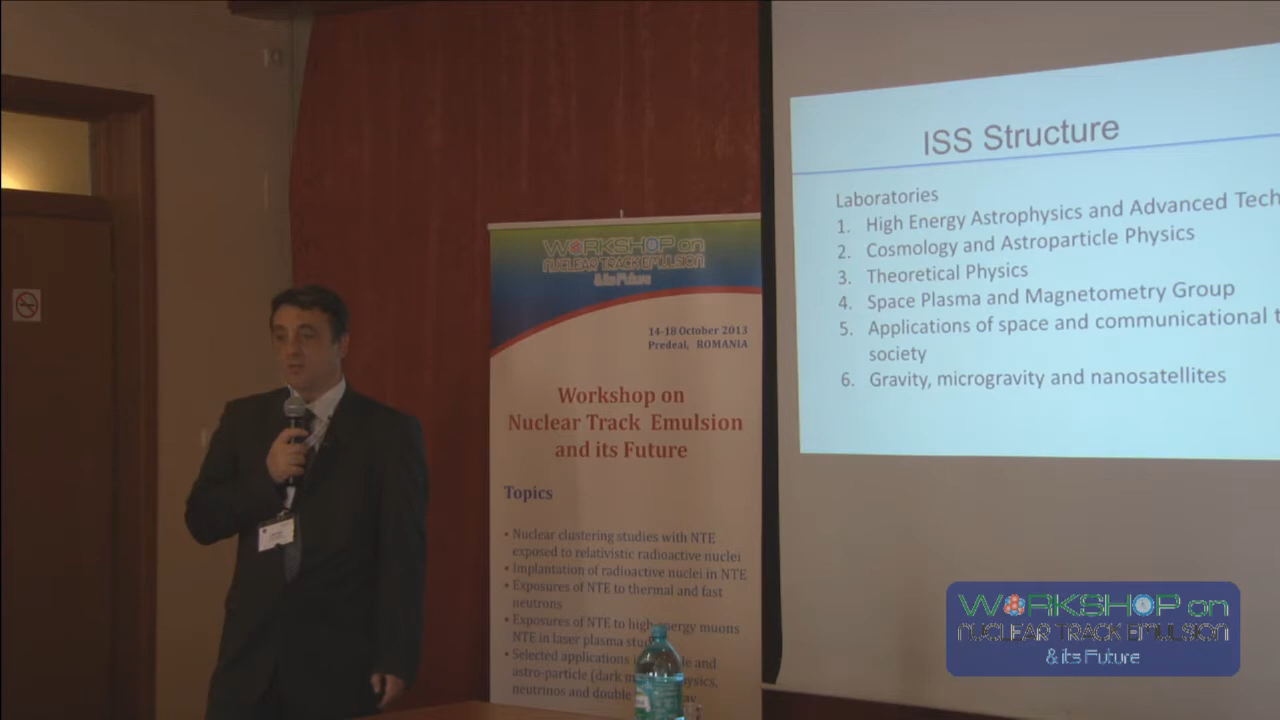 WORKSHOP on
NUCLEAR TRACK EMULSION
& its Future
14-18 October 2013
Predeal, ROMANIA
Workshop on
Nuclear Track Emulsion
and its Future
Topics
• Nuclear clustering studies with NTE
exposed to relativistic radioactive nuclei
• Implantation of radioactive nuclei in NTE
• Exposures of NTE to thermal and fast
neutrons
• Exposures of NTE to high energy muons
NTE in laser plasma
• Selected applications and
astro-particle (dark
neutrinos and double
ISS Structure
Laboratories
1. High Energy Astrophysics and Advanced Tech
2. Cosmology and Astroparticle Physics
3. Theoretical Physics
4. Space Plasma and Magnetometry Group
5. Applications of space and communicational t
society
6. Gravity, microgravity and nanosatellites
WORKSHOP on
NUCLEAR TRACK EMULSION
& its Future